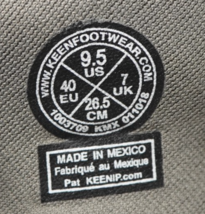 WWW.KEENFOOTWEAR.COM
9.5 US
40 EU
7 UK
26.5 CM
1003709 KMX 011018
MADE IN MEXICO
Fabriqué au Mexique
Pat KEENIP.com